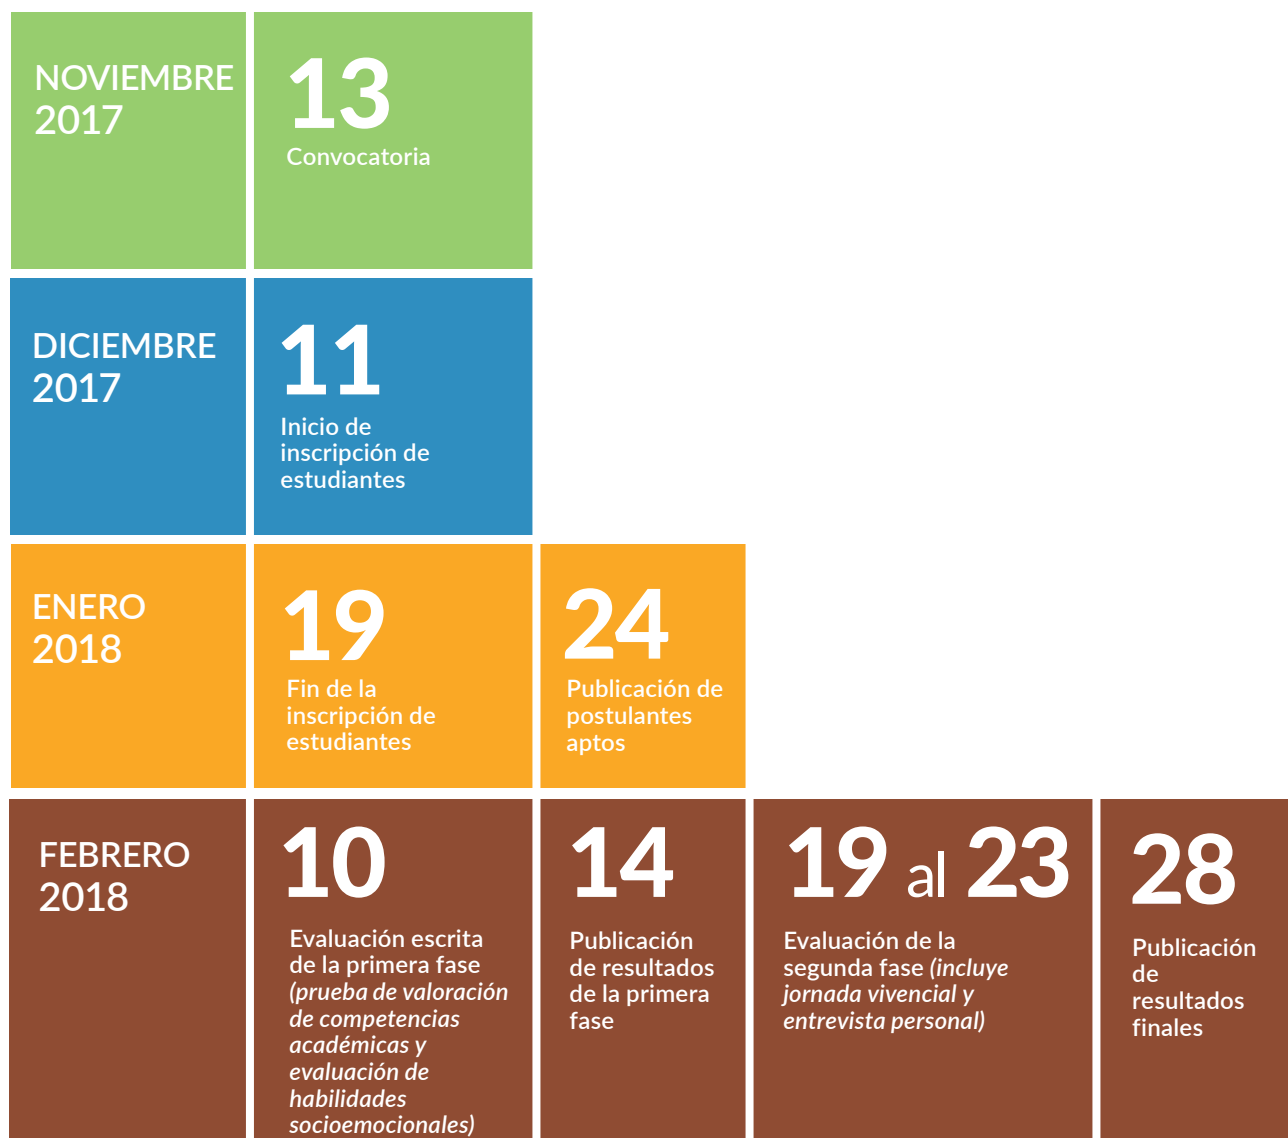 NOVIEMBRE
2017
13
Convocatoria
DICIEMBRE
2017
11
Inicio de
inscripción de
estudiantes
ENERO
2018
19
Fin de la
inscripción de
estudiantes
24
Publicación de
postulantes
aptos
FEBRERO
2018
10
Evaluación escrita
de la primera fase
(prueba de valoración
de competencias
académicas y
evaluación de
habilidades
socioemocionales)
14
Publicación
de resultados
de la primera
fase
19 al 23
Evaluación de la
segunda fase (incluye
jornada vivencial y
entrevista personal)
28
Publicación
de
resultados
finales